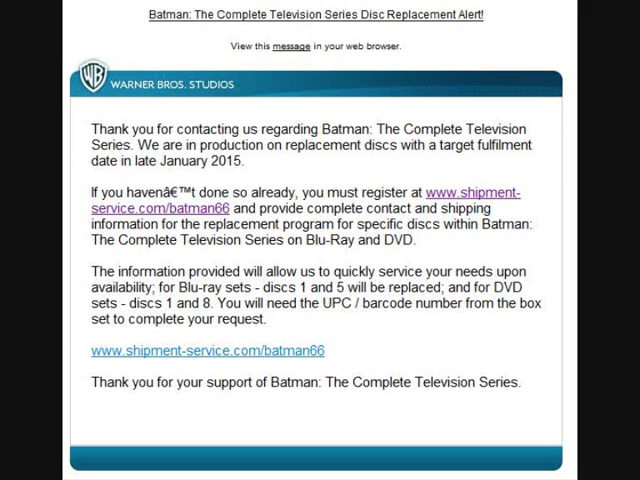 Batman: The Complete Television Series Disc Replacement Alert!
View this message in your web browser.
WB
WARNER BROS. STUDIOS
Thank you for contacting us regarding Batman: The Complete Television
Series. We are in production on replacement discs with a target fulfilment
date in late January 2015.
If you havenâ€™t done so already, you must register at www.shipment-
service.com/batman66 and provide complete contact and shipping
information for the replacement program for specific discs within Batman:
The Complete Television Series on Blu-Ray and DVD.
The information provided will allow us to quickly service your needs upon
availability; for Blu-ray sets - discs 1 and 5 will be replaced; and for DVD
sets - discs 1 and 8. You will need the UPC / barcode number from the box
set to complete your request.
www.shipment-service.com/batman66
Thank you for your support of Batman: The Complete Television Series.